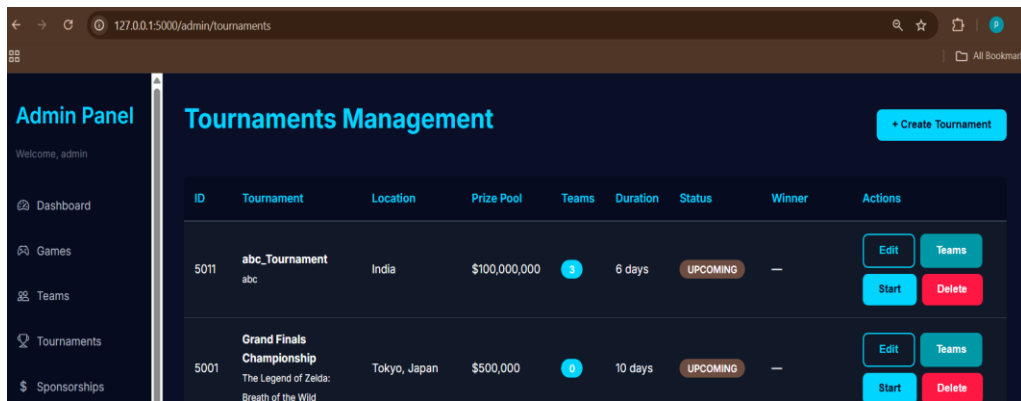 127.0.0.1:5000/admin/tournaments
P
All Bookmar
Admin Panel
Welcome, admin
Dashboard
Games
Teams
Tournaments
$ Sponsorships
Tournaments Management
+ Create Tournament
ID Tournament Location Prize Pool Teams Duration Status Winner Actions
5011 abc_Tournament India $100,000,000 3 6 days UPCOMING — Edit Teams
abc Start Delete
5001 Grand Finals Tokyo, Japan $500,000 0 10 days UPCOMING — Edit Teams
Championship Start Delete
The Legend of Zelda:
Breath of the Wild